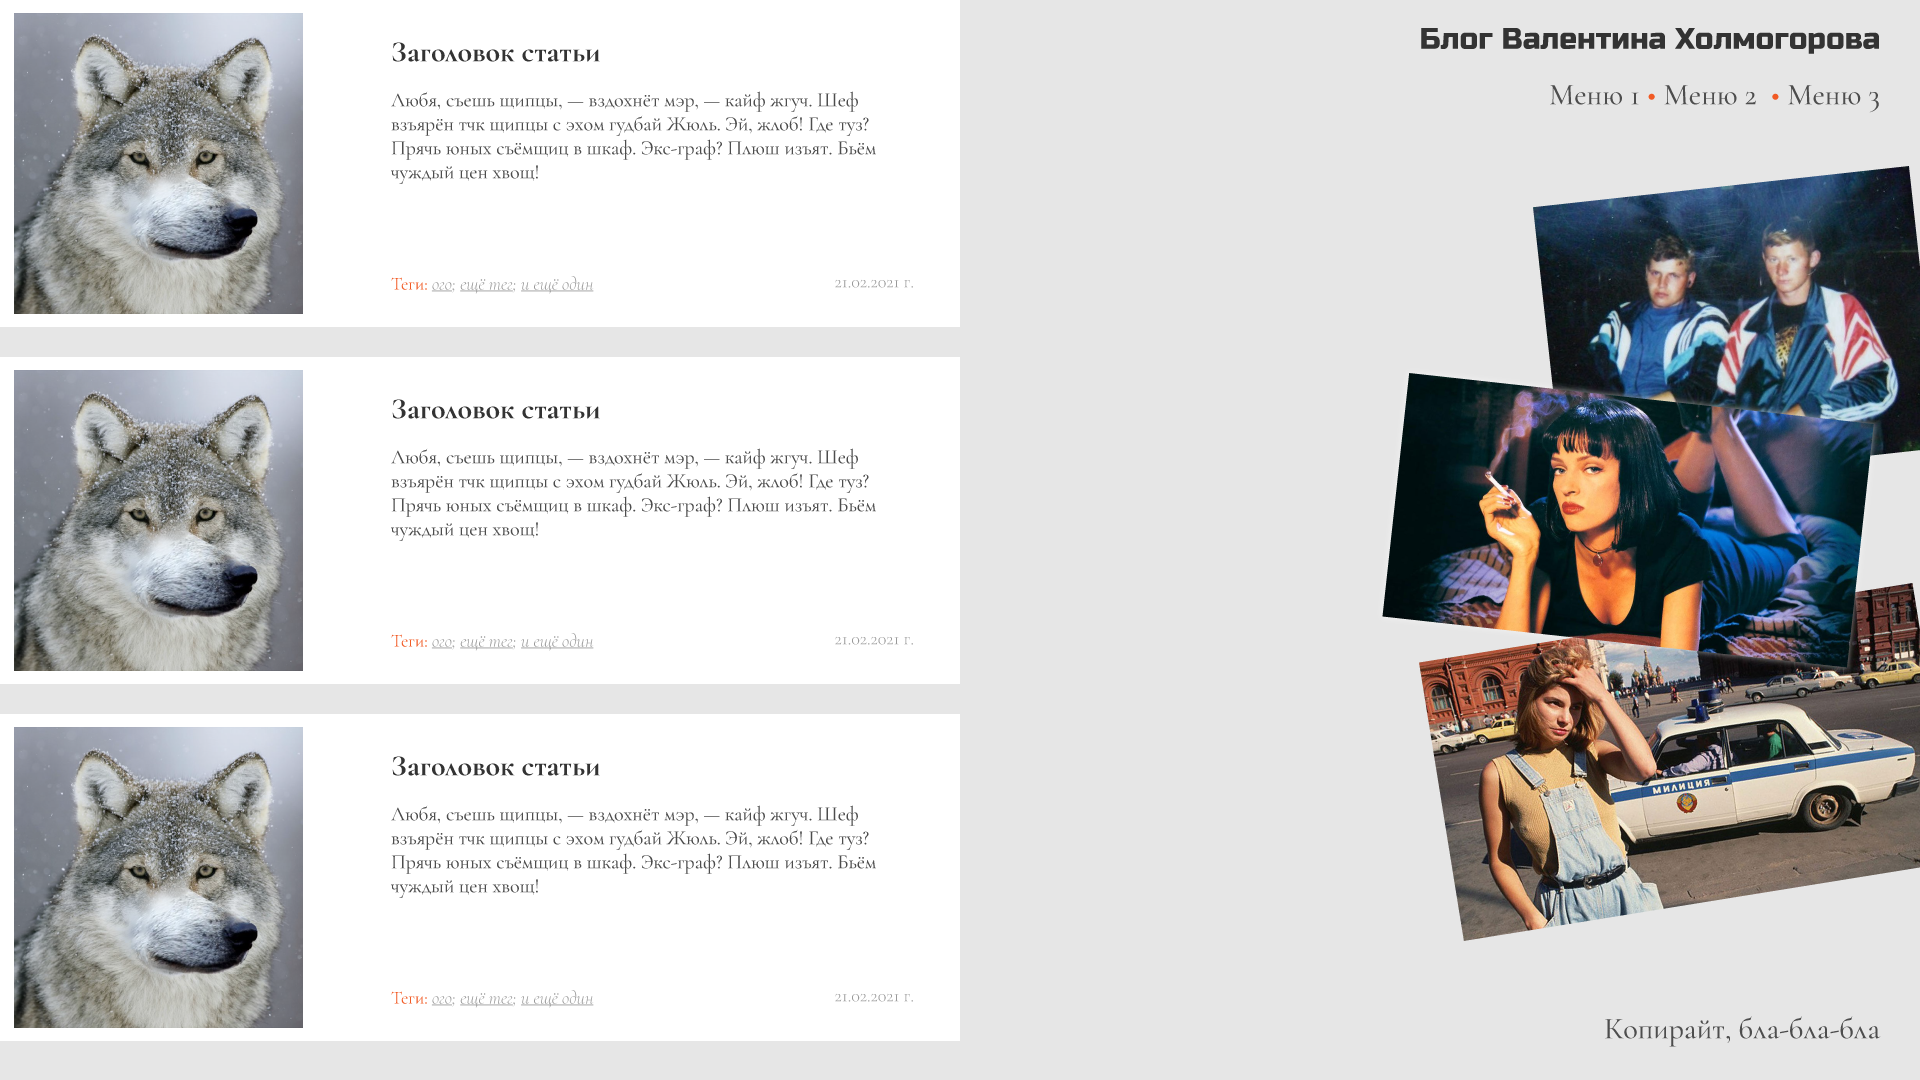 Заголовок статьи
Любя, съешь щипцы, — вздохнёт мэр, — кайф жгуч. Шеф
взъярён тчк щипцы с эхом гудбай Жюль. Эй, жлоб! Где туз?
Прячь юных съёмщиц в шкаф. Экс-граф? Плюш изъят. Бьём
чуждый цен хвощ!
Теги: ого; ещё тег; и ещё один
21.02.2021 г.
Заголовок статьи
Любя, съешь щипцы, — вздохнёт мэр, — кайф жгуч. Шеф
взъярён тчк щипцы с эхом гудбай Жюль. Эй, жлоб! Где туз?
Прячь юных съёмщиц в шкаф. Экс-граф? Плюш изъят. Бьём
чуждый цен хвощ!
Теги: ого; ещё тег; и ещё один
21.02.2021 г.
Заголовок статьи
Любя, съешь щипцы, — вздохнёт мэр, — кайф жгуч. Шеф
взъярён тчк щипцы с эхом гудбай Жюль. Эй, жлоб! Где туз?
Прячь юных съёмщиц в шкаф. Экс-граф? Плюш изъят. Бьём
чуждый цен хвощ!
Теги: ого; ещё тег; и ещё один
21.02.2021 г.
Блог Валентина Холмогорова
Меню 1 • Меню 2 • Меню 3
МИЛИЦИЯ
Копирайт, бла-бла-бла